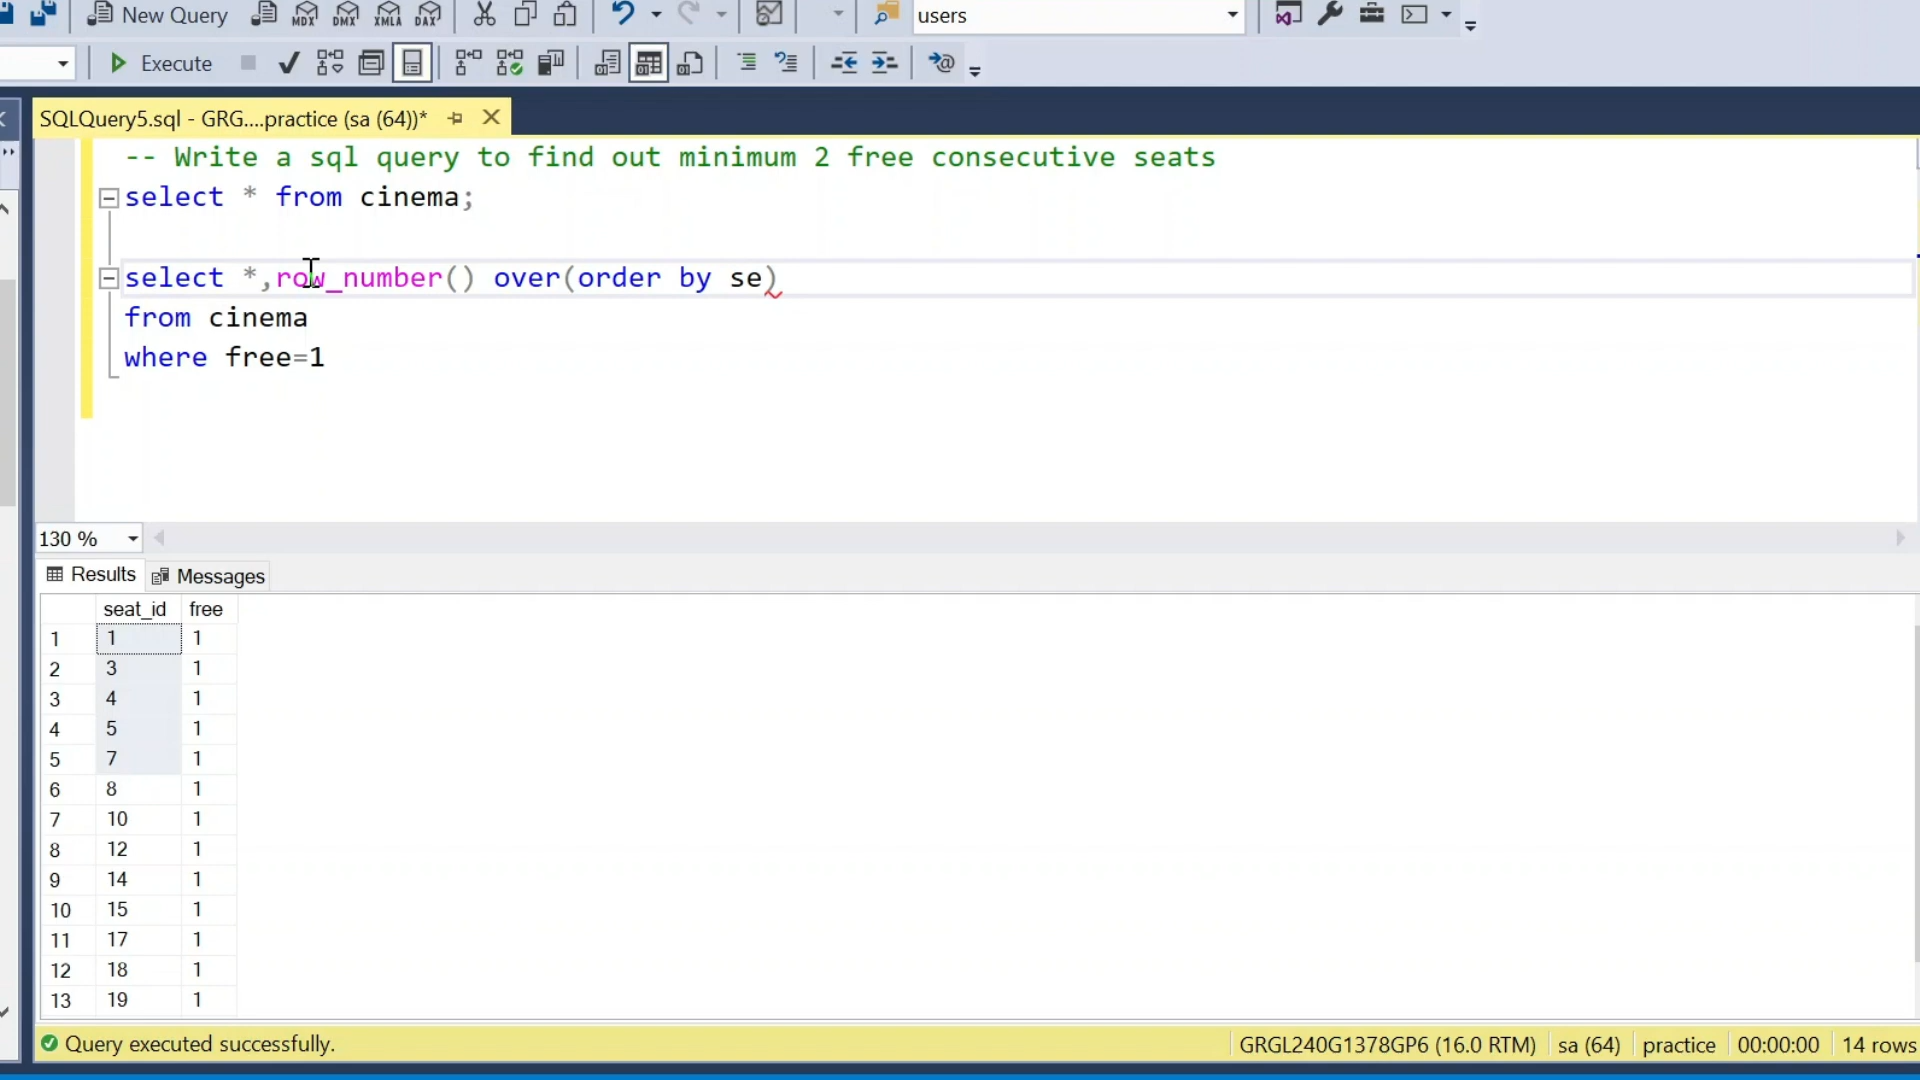 New Query MDX DMX XMLA DAX users
Execute
SQLQuery5.sql - GRG....practice (sa (64))*
-- Write a sql query to find out minimum 2 free consecutive seats
select * from cinema;
select *,row_number() over(order by se)
from cinema
where free=1
130 %
Results Messages
seat_id free
1 1 1
2 3 1
3 4 1
4 5 1
5 7 1
6 8 1
7 10 1
8 12 1
9 14 1
10 15 1
11 17 1
12 18 1
13 19 1
Query executed successfully. GRGL240G1378GP6 (16.0 RTM) sa (64) practice 00:00:00 14 rows